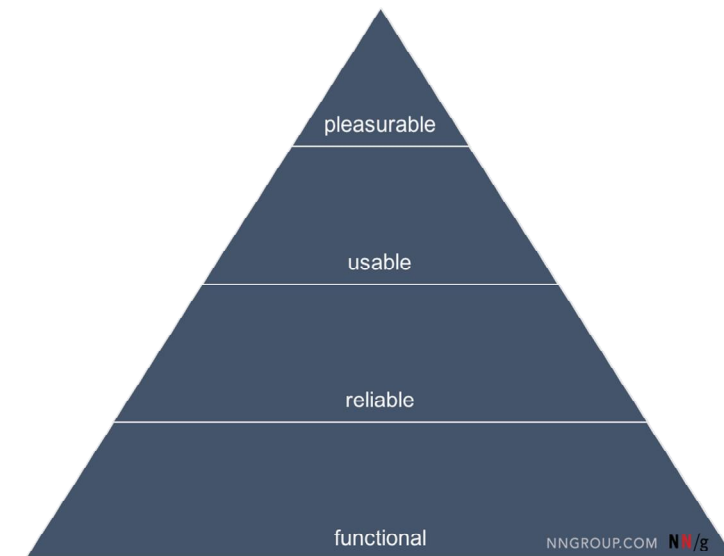 pleasurable
usable
reliable
functional
NNGROUP.COM NN/g